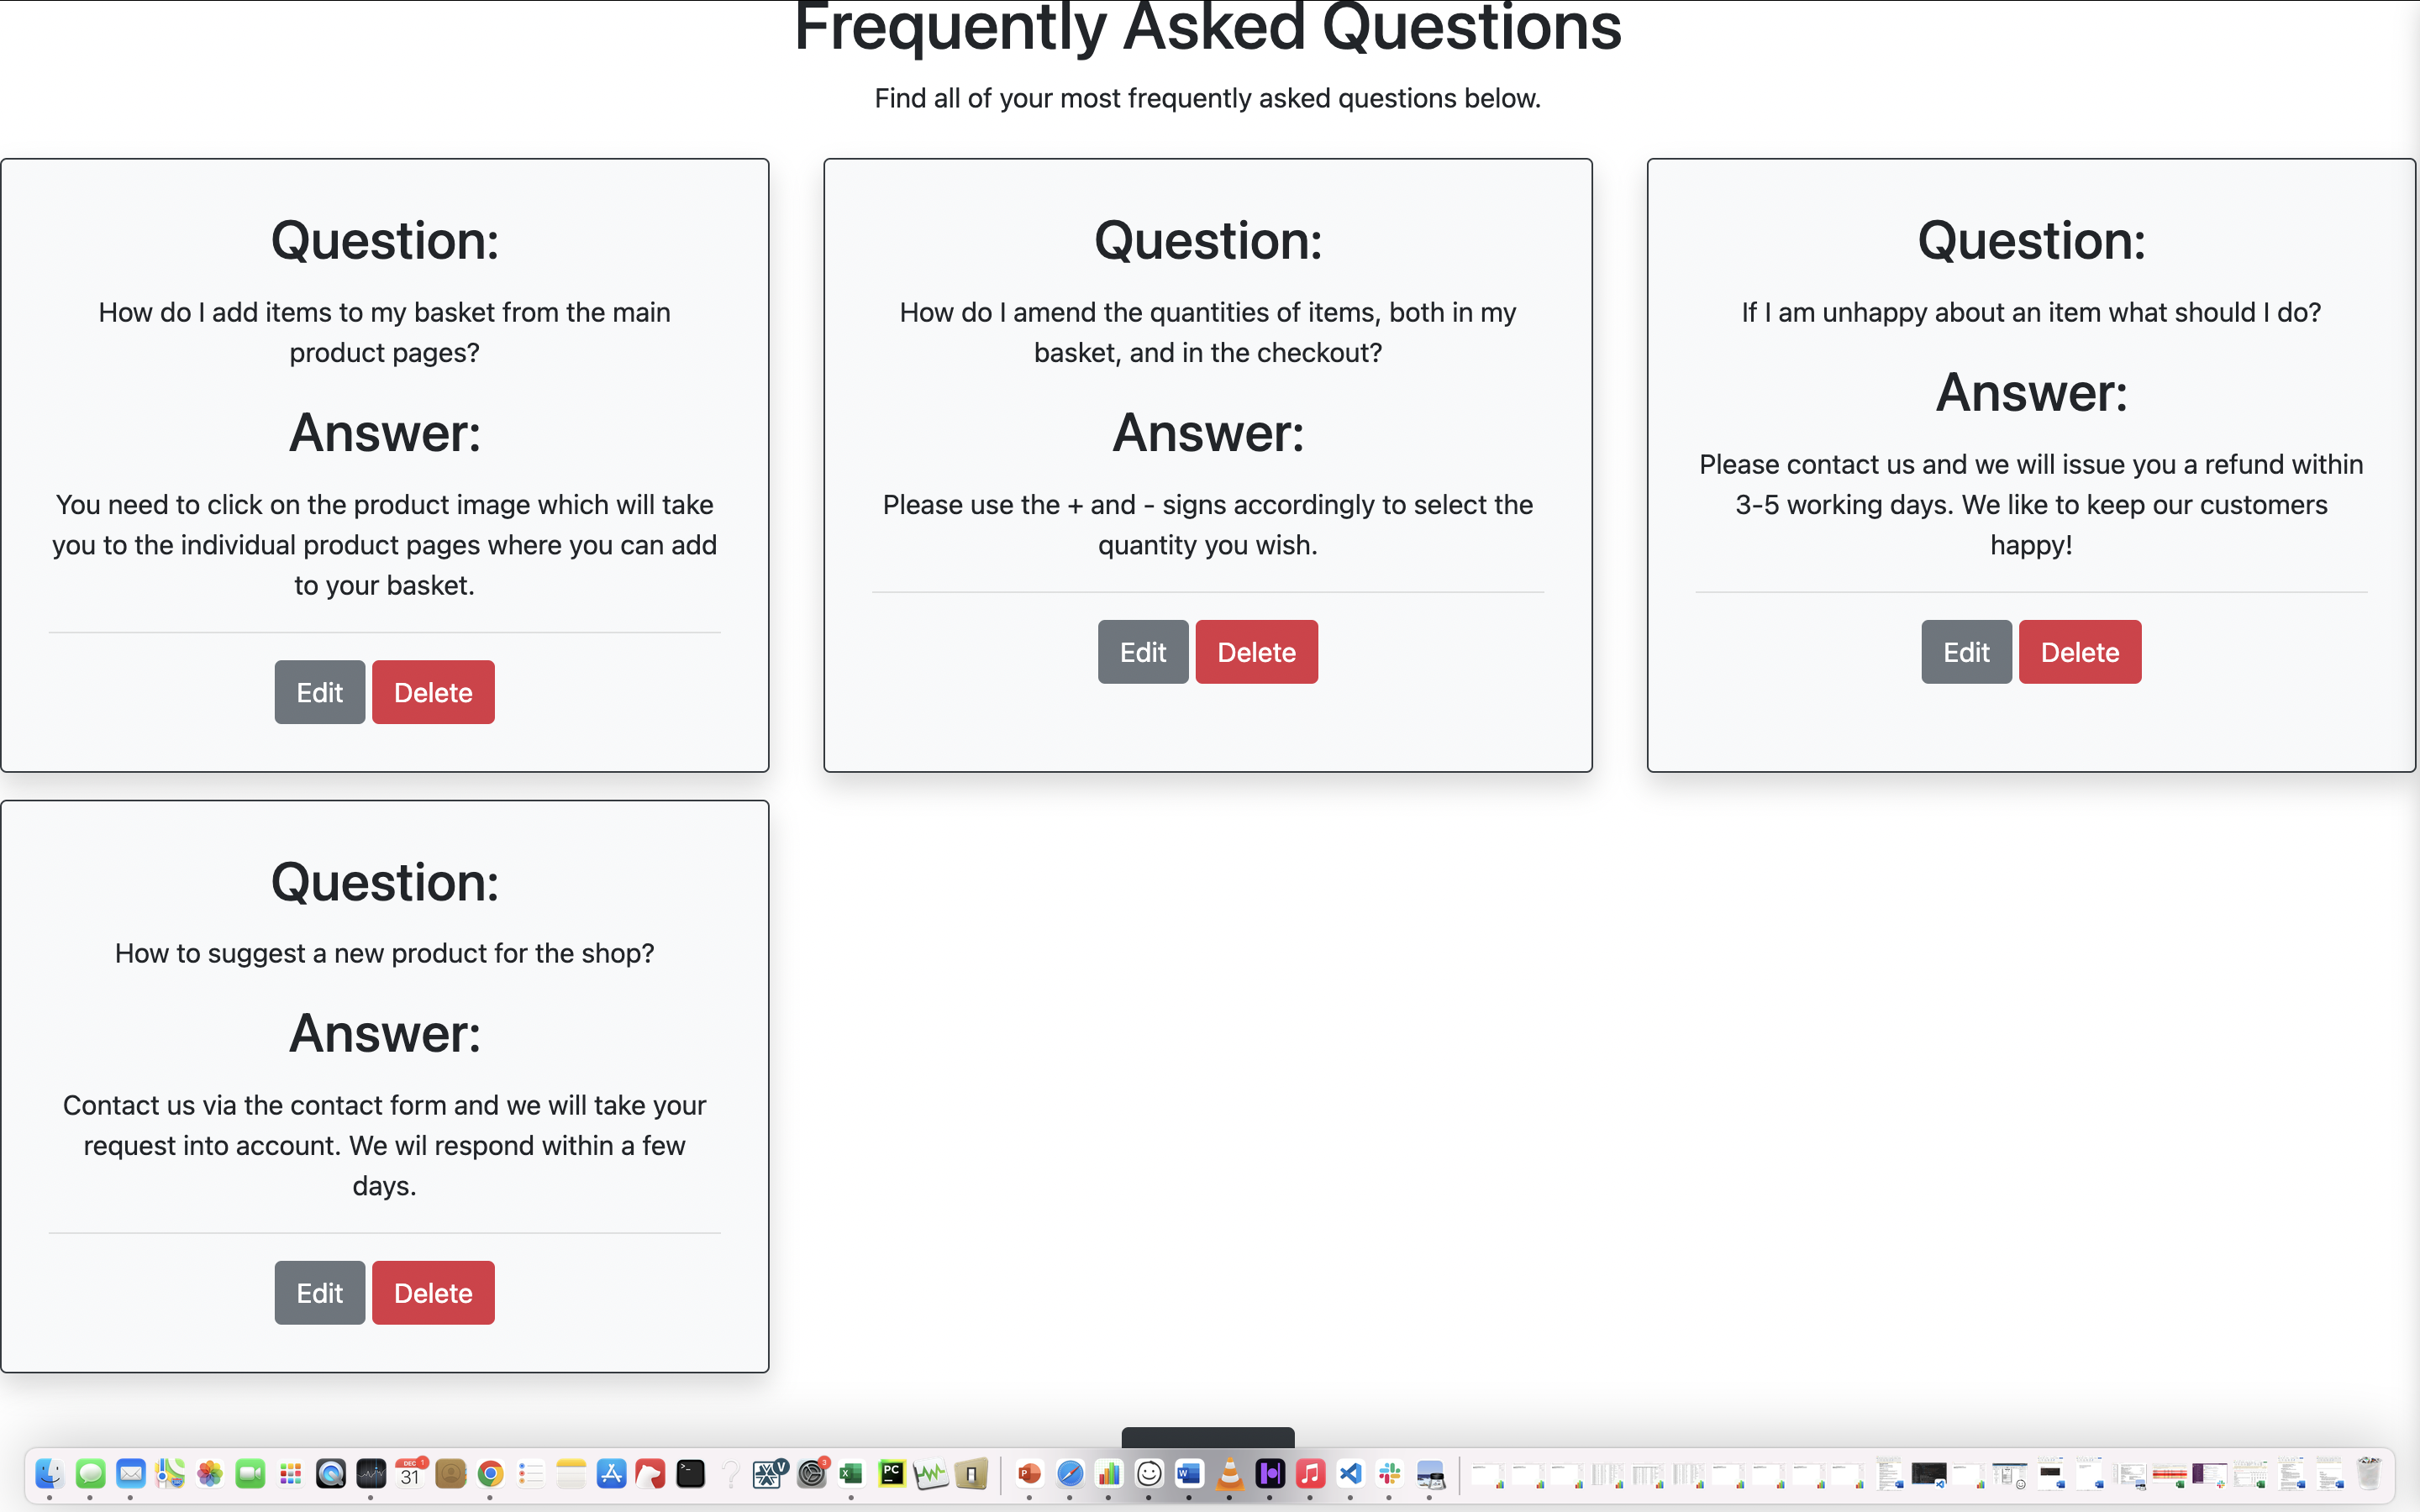 Frequently Asked Questions
Find all of your most frequently asked questions below.
Question:
How do I add items to my basket from the main
product pages?
Answer:
You need to click on the product image which will take
you to the individual product pages where you can add
to your basket.
Edit Delete
Question:
How do I amend the quantities of items, both in my
basket, and in the checkout?
Answer:
Please use the + and - signs accordingly to select the
quantity you wish.
Edit Delete
Question:
If I am unhappy about an item what should I do?
Answer:
Please contact us and we will issue you a refund within
3-5 working days. We like to keep our customers
happy!
Edit Delete
Question:
How to suggest a new product for the shop?
Answer:
Contact us via the contact form and we will take your
request into account. We wil respond within a few
days.
Edit Delete
DEC 1
31
V
3
PC